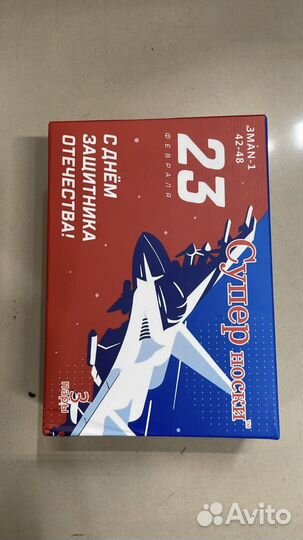 3MAN-1
42-48
23
ФЕВРАЛЯ
С ДНЁМ
ЗАЩИТНИКА
ОТЕЧЕСТВА!
Супер
носки
3
пары
Avito